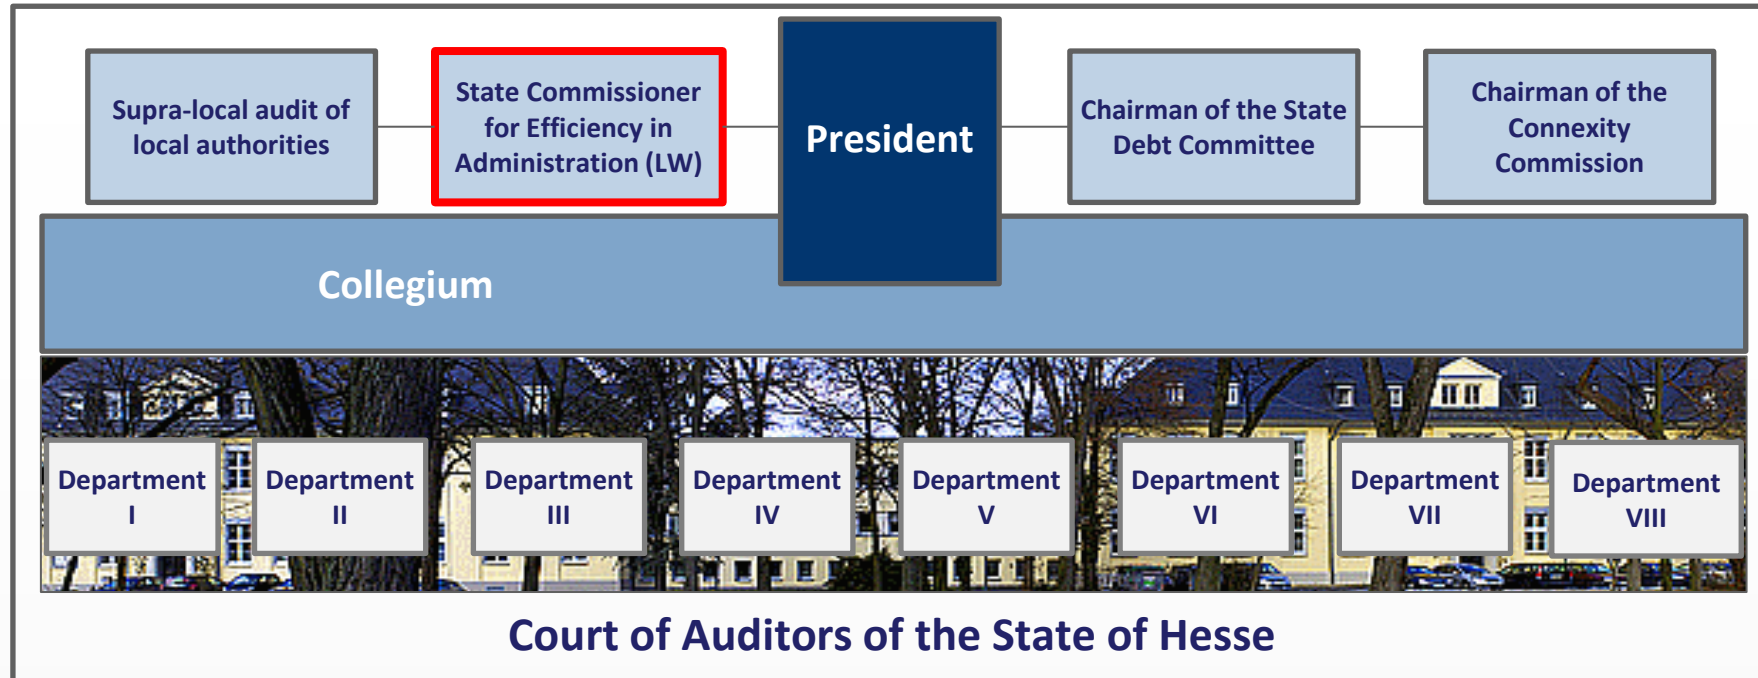 Supra-local audit of
local authorities
State Commissioner
for Efficiency in
Administration (LW)
President
Chairman of the State
Debt Committee
Chairman of the
Connexity
Commission
Collegium
Department
I
Department
II
Department
III
Department
IV
Department
V
Department
VI
Department
VII
Department
VIII
Court of Auditors of the State of Hesse